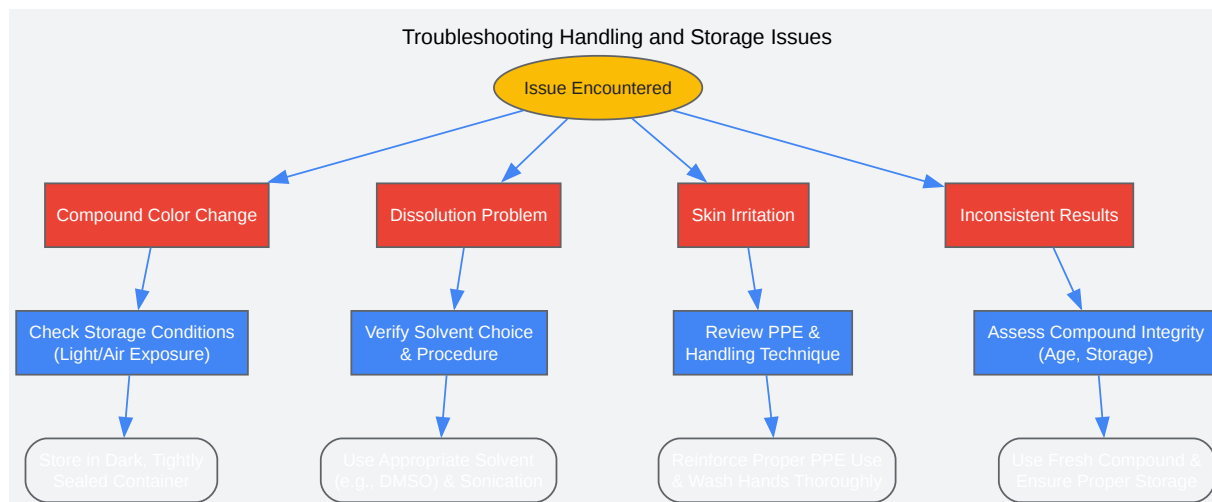 Troubleshooting Handling and Storage Issues
Issue Encountered
Compound Color Change
Dissolution Problem
Skin Irritation
Inconsistent Results
Check Storage Conditions
(Light/Air Exposure)
Verify Solvent Choice
& Procedure
Review PPE &
Handling Technique
Assess Compound Integrity
(Age, Storage)
Store in Dark, Tightly
Sealed Container
Use Appropriate Solvent
(e.g., DMSO) & Sonication
Reinforce Proper PPE Use
& Wash Hands Thoroughly
Use Fresh Compound &
Ensure Proper Storage